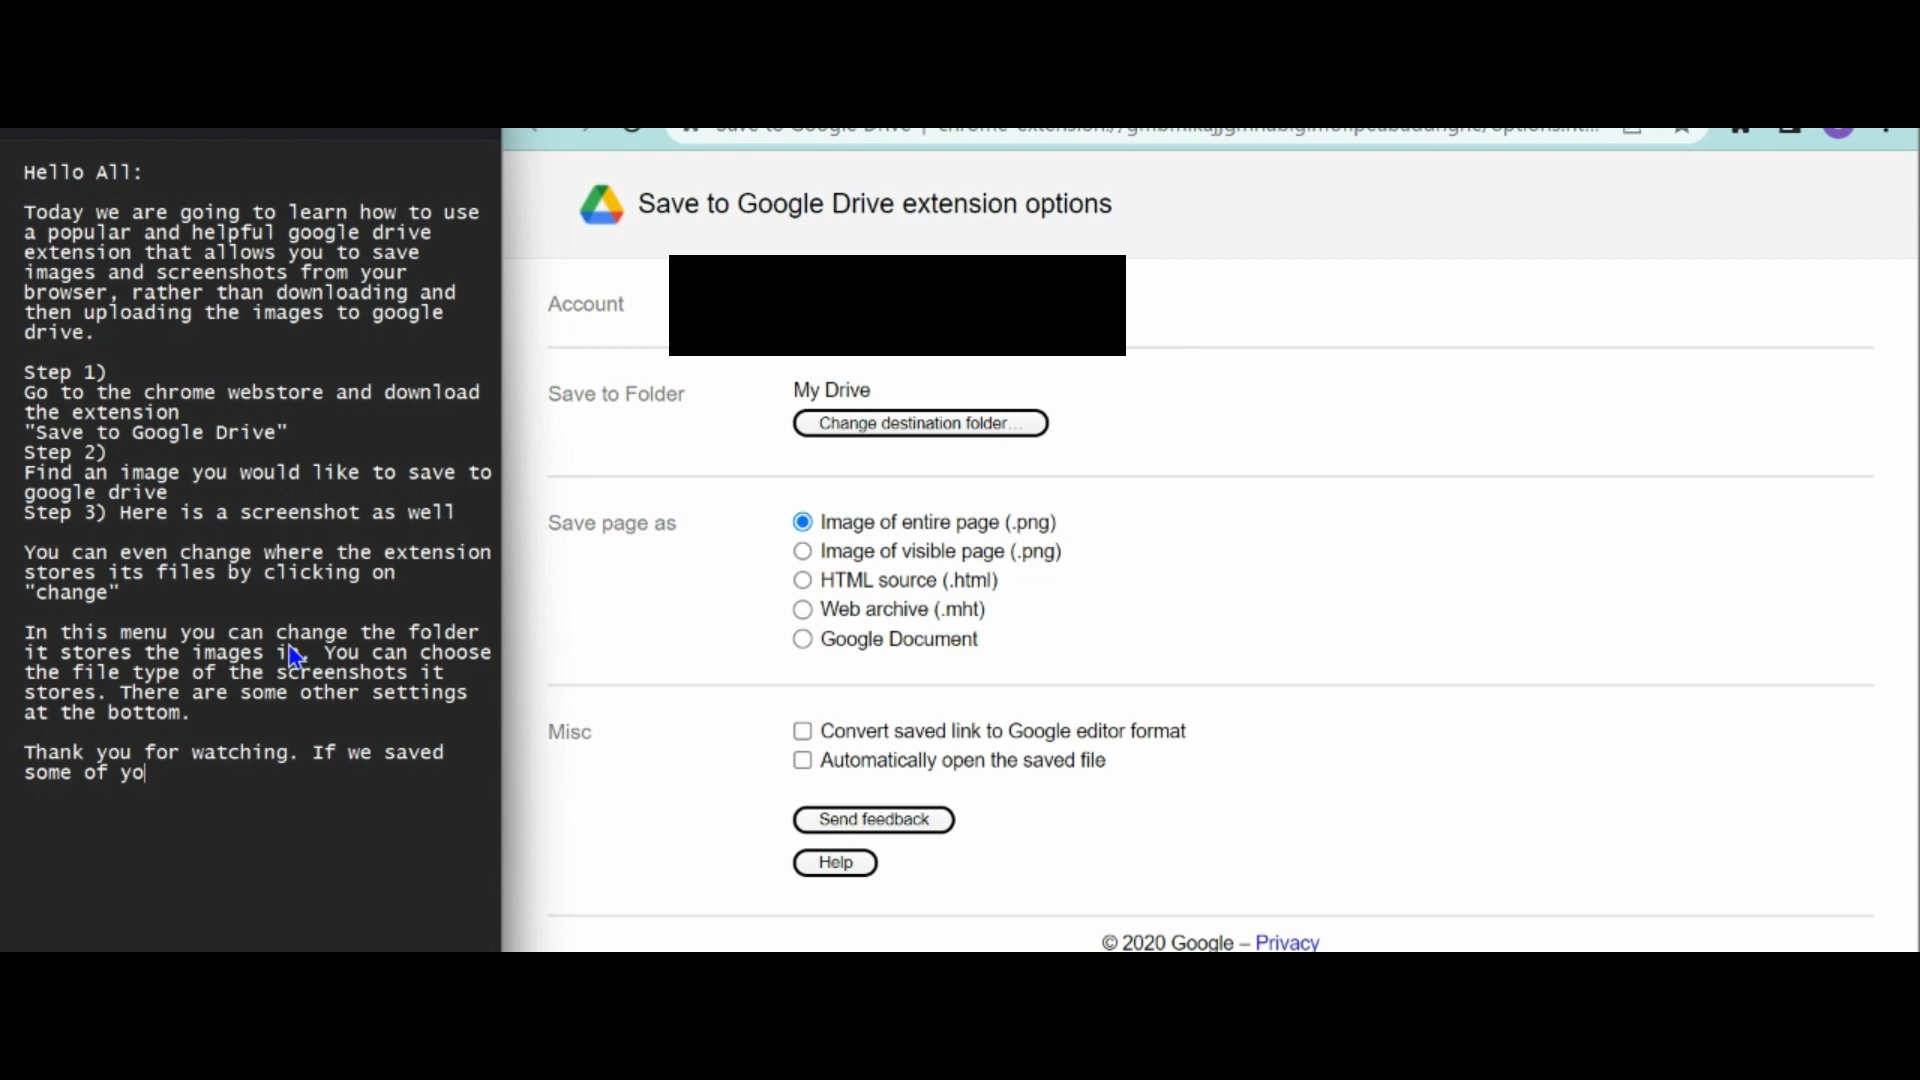 Hello All:
Today we are going to learn how to use
a popular and helpful google drive
extension that allows you to save
images and screenshots from your
browser, rather than downloading and
then uploading the images to google
drive.
Step 1)
Go to the chrome webstore and download
the extension
"Save to Google Drive"
Step 2)
Find an image you would like to save to
google drive
Step 3) Here is a screenshot as well
You can even change where the extension
stores its files by clicking on
"change"
In this menu you can change the folder
it stores the images in. You can choose
the file type of the screenshots it
stores. There are some other settings
at the bottom.
Thank you for watching. If we saved
some of yo
Save to Google Drive | chrome-extension://
Save to Google Drive extension options
Account
Save to Folder
My Drive
Change destination folder...
Save page as
Image of entire page (.png)
Image of visible page (.png)
HTML source (.html)
Web archive (.mht)
Google Document
Misc
Convert saved link to Google editor format
Automatically open the saved file
Send feedback
Help
© 2020 Google – Privacy